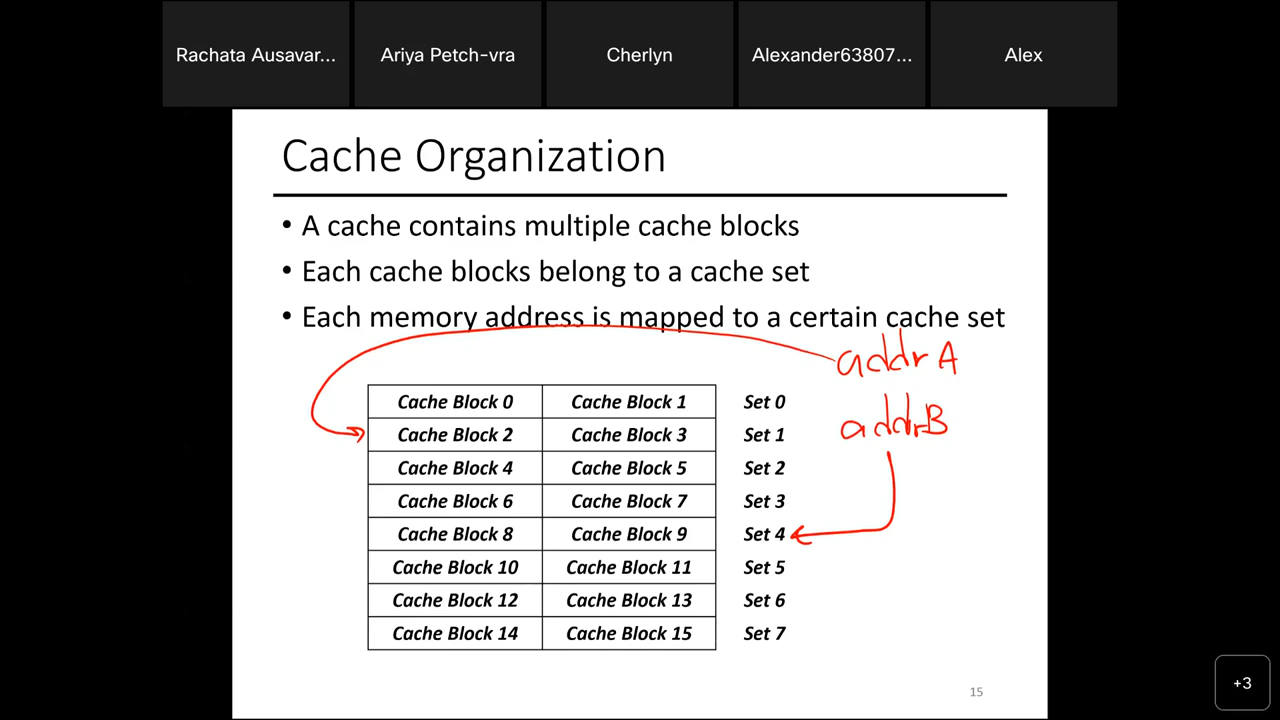 Rachata Ausavar...
Ariya Petch-vra
Cherlyn
Alexander63807...
Alex
Cache Organization
• A cache contains multiple cache blocks
• Each cache blocks belong to a cache set
• Each memory address is mapped to a certain cache set
addr A
addrB
Cache Block 0 Cache Block 1 Set 0
Cache Block 2 Cache Block 3 Set 1
Cache Block 4 Cache Block 5 Set 2
Cache Block 6 Cache Block 7 Set 3
Cache Block 8 Cache Block 9 Set 4
Cache Block 10 Cache Block 11 Set 5
Cache Block 12 Cache Block 13 Set 6
Cache Block 14 Cache Block 15 Set 7
15
+3